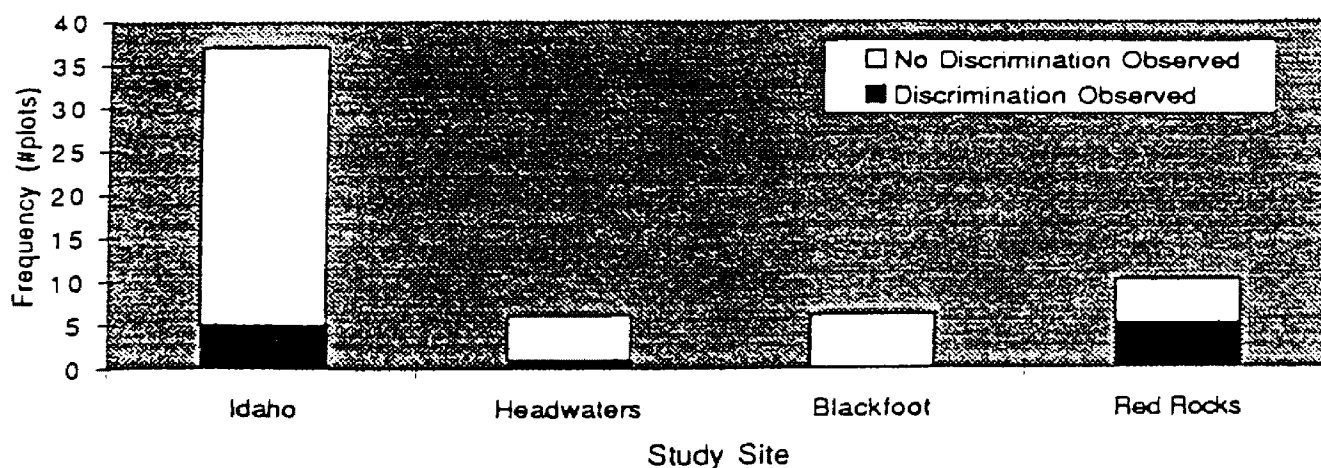 Frequency (#plots)
40
35
30
25
20
15
10
5
0
No Discrimination Observed
Discrimination Observed
Idaho
Headwaters
Blackfoot
Red Rocks
Study Site